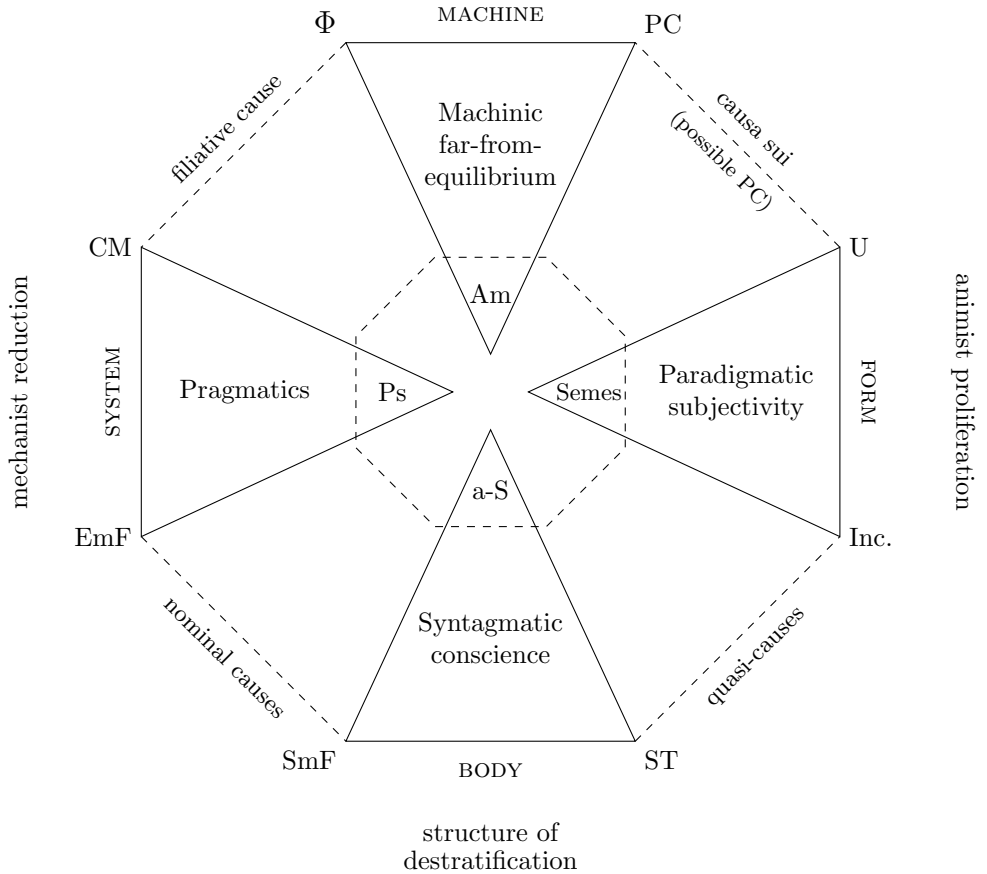 MACHINE
Φ
PC
filiative cause
Machinic
far-from-
equilibrium
causa sui
(possible PC)
CM
U
Am
mechanist reduction
SYSTEM
Pragmatics
Ps
Semes
Paradigmatic
subjectivity
FORM
animist proliferation
a-S
EmF
Inc.
nominal causes
Syntagmatic
conscience
quasi-causes
SmF
ST
BODY
structure of
destratification